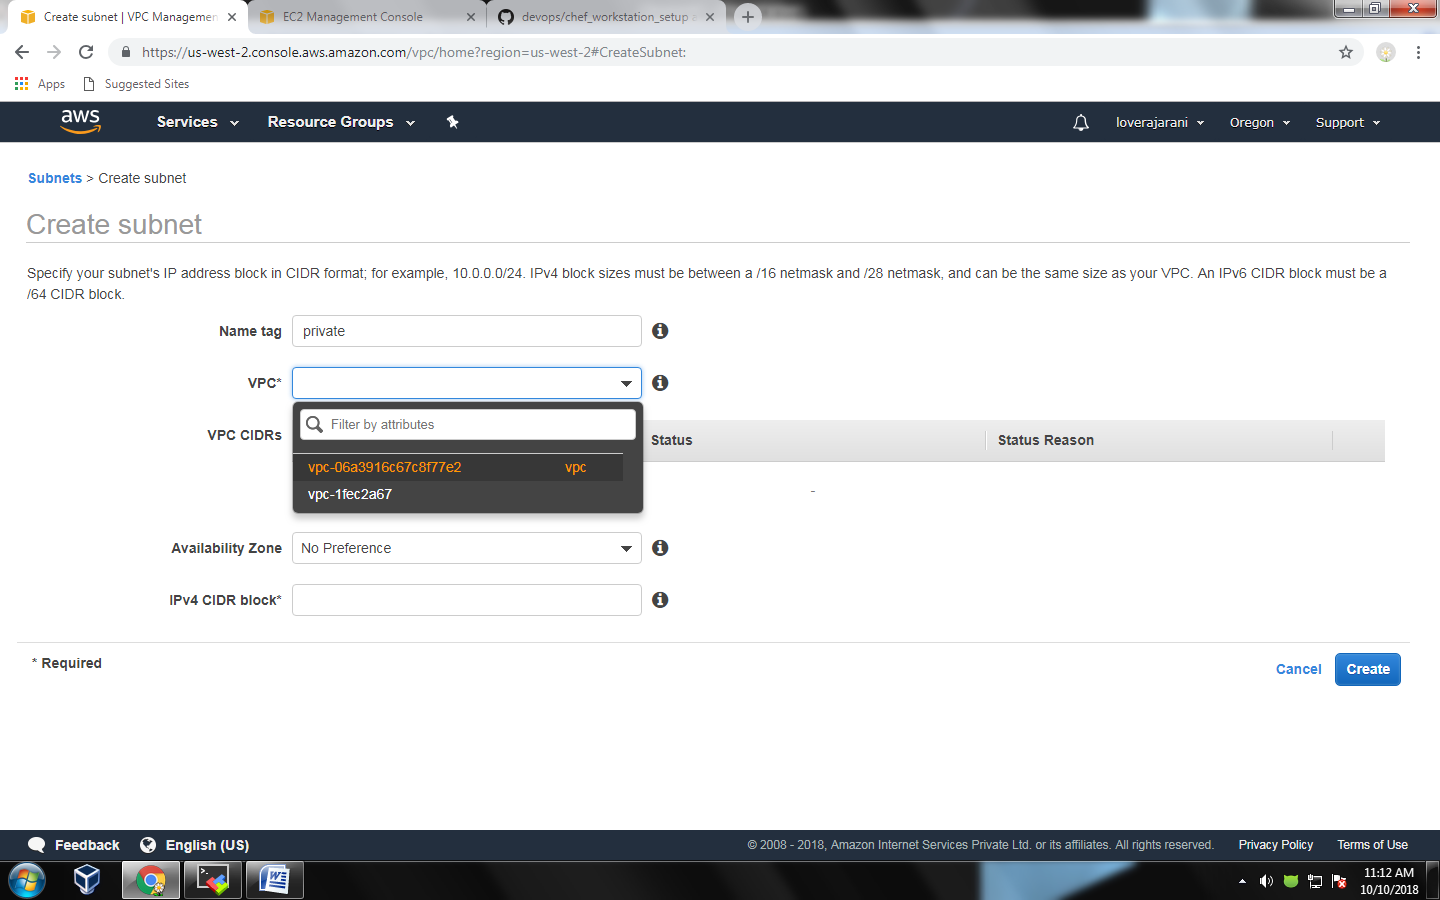 Create subnet | VPC Managemen
EC2 Management Console
devops/chef_workstation_setup a
https://us-west-2.console.aws.amazon.com/vpc/home?region=us-west-2#CreateSubnet:
Apps
Suggested Sites
aws
Services
Resource Groups
loverajarani
Oregon
Support
Subnets > Create subnet
Create subnet
Specify your subnet's IP address block in CIDR format; for example, 10.0.0.0/24. IPv4 block sizes must be between a /16 netmask and /28 netmask, and can be the same size as your VPC. An IPv6 CIDR block must be a
/64 CIDR block.
Name tag private
VPC*
VPC CIDRs
Filter by attributes
Status
Status Reason
vpc-06a3916c67c8f77e2 vpc
vpc-1fec2a67
-
Availability Zone No Preference
IPv4 CIDR block*
* Required
Cancel
Create
Feedback
English (US)
© 2008 - 2018, Amazon Internet Services Private Ltd. or its affiliates. All rights reserved.
Privacy Policy
Terms of Use
11:12 AM
10/10/2018